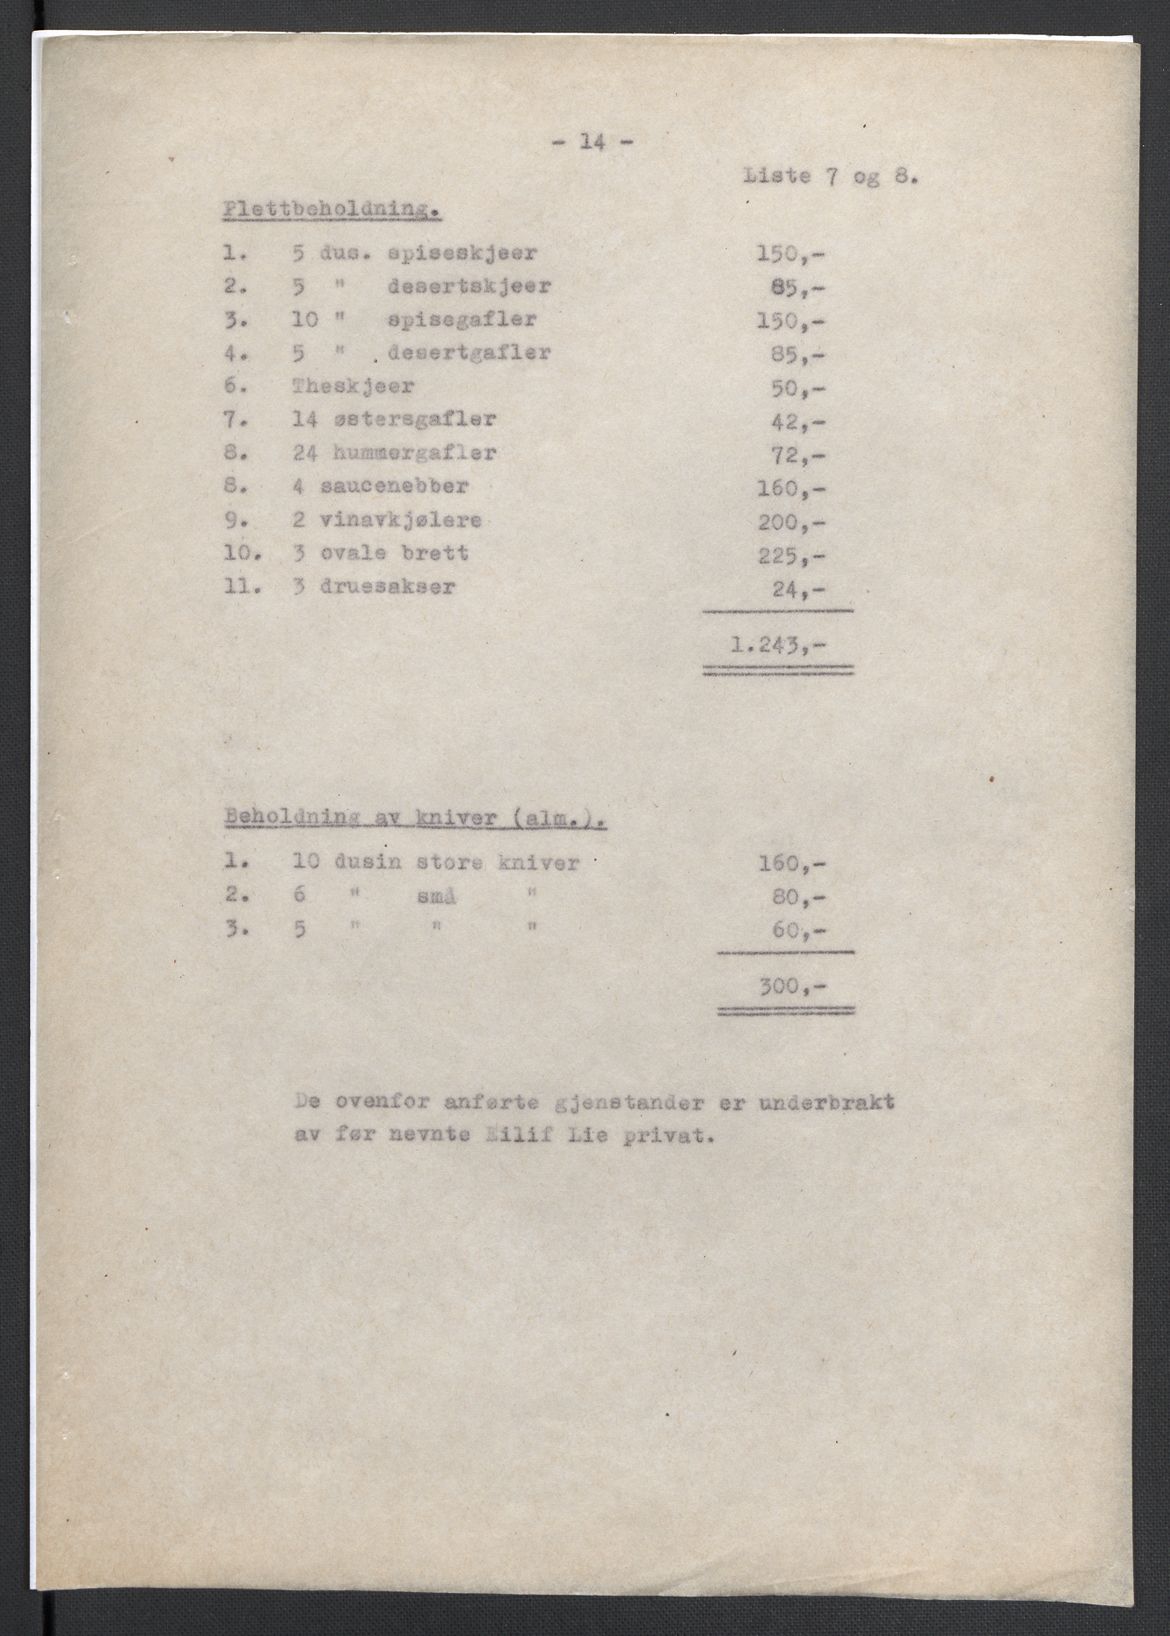 - 14 -
Liste 7 og 8.
Plettbeholdning.
1. 5 dus. spiseskjeer 150,-
2. 5 " desertskjeer 85,-
3. 10 " spisegafler 150,-
4. 5 " desertgafler 85,-
6. Theskjeer 50,-
7. 14 østersgafler 42,-
8. 24 hummergafler 72,-
8. 4 saucenebber 160,-
9. 2 vinavkjølere 200,-
10. 3 ovale brett 225,-
11. 3 druesakser 24,-
1.243,-
Beholdning av kniver (alm.).
1. 10 dusin store kniver 160,-
2. 6 " små " 80,-
3. 5 " " " 60,-
300,-
De ovenfor anførte gjenstander er underbrakt
av før nevnte Eilif Lie privat.